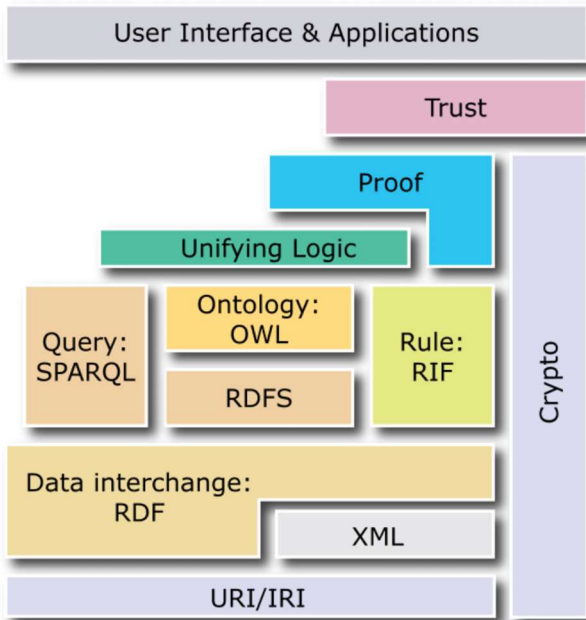 User Interface & Applications
Trust
Proof
Unifying Logic
Ontology:
OWL
Query:
SPARQL
Rule:
RIF
RDFS
Crypto
Data interchange:
RDF
XML
URI/IRI